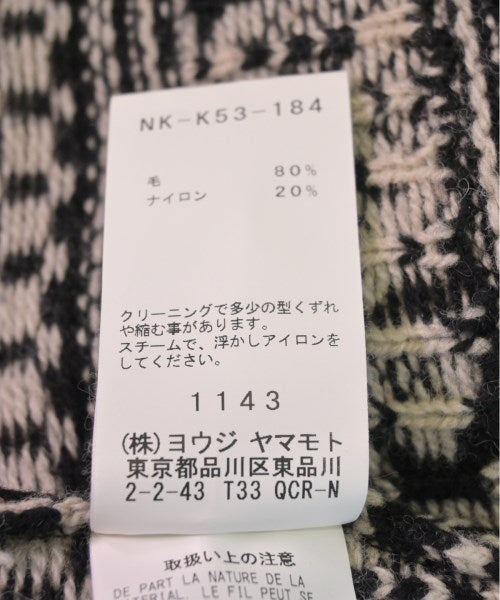 NK-K53-184
毛 80%
ナイロン 20%
クリーニングで多少の型くずれ
や縮む事があります。
スチームで、浮かしアイロンを
してください。
1143
(株)ヨウジ ヤマモト
東京都品川区東品川
2-2-43 T33 QCR-N
取扱い上の注意
DE PART LA NATURE DE LA
LE FIL PEUT SE